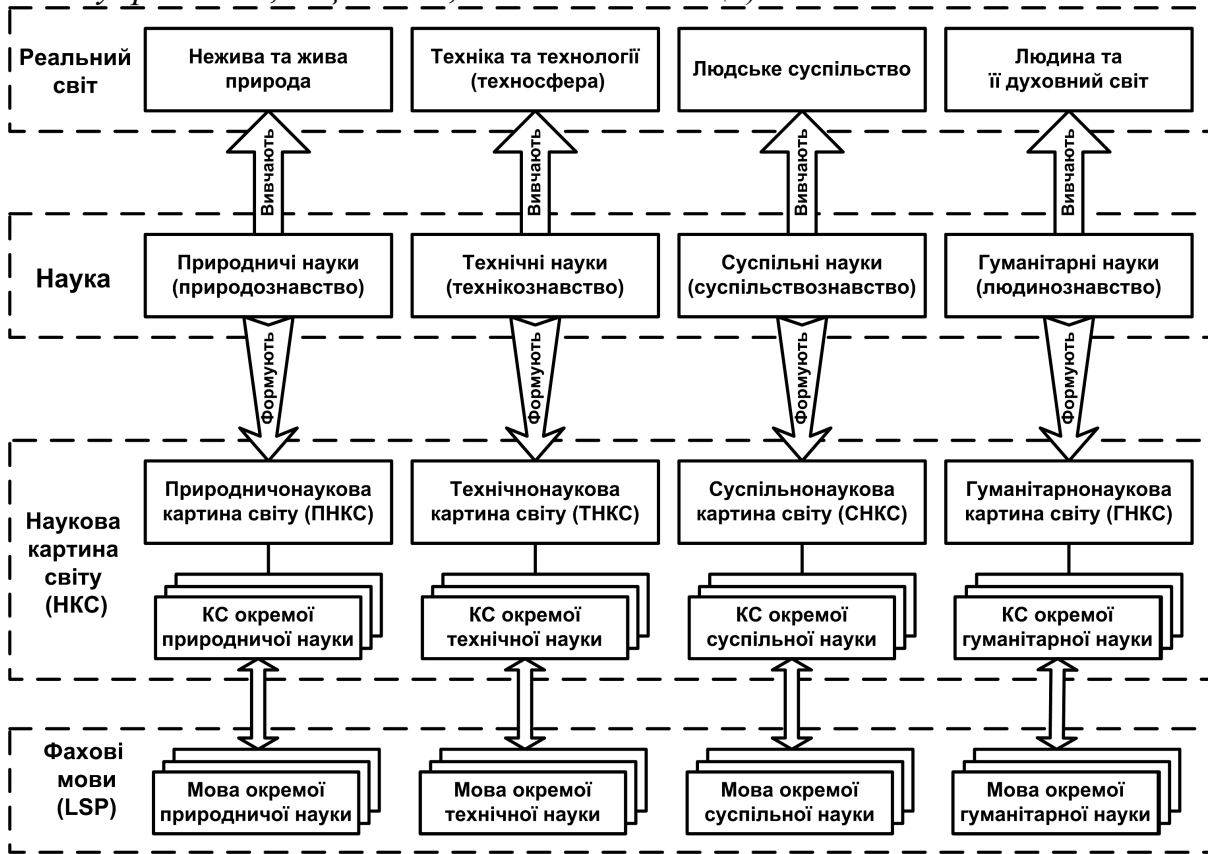 Реальний
світ
Нежива та жива
природа
Техніка та технології
(техносфера)
Людське суспільство
Людина та
її духовний світ
Вивчають
Вивчають
Вивчають
Вивчають
Наука
Природничі науки
(природознавство)
Технічні науки
(технікознавство)
Суспільні науки
(суспільствознавство)
Гуманітарні науки
(людинознавство)
Формують
Формують
Формують
Формують
Наукова
картина
світу
(НКС)
Природничонаукова
картина світу (ПНКС)
Технічнонаукова
картина світу (ТНКС)
Суспільнонаукова
картина світу (СНКС)
Гуманітарнонаукова
картина світу (ГНКС)
КС окремої
природничої науки
КС окремої
технічної науки
КС окремої
суспільної науки
КС окремої
гуманітарної науки
Фахові
мови
(LSP)
Мова окремої
природничої науки
Мова окремої
технічної науки
Мова окремої
суспільної науки
Мова окремої
гуманітарної науки